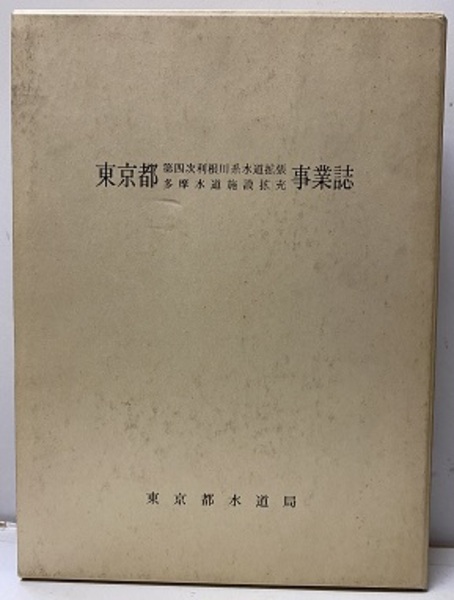 東京都 第四次利根川系水道拡張 事業誌
多摩水道施設拡充
東京都水道局